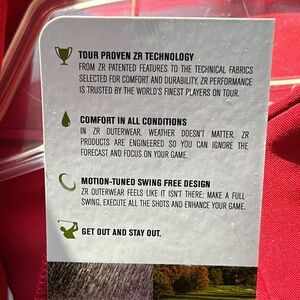 TOUR PROVEN ZR TECHNOLOGY
FROM ZR PATENTED FEATURES TO THE TECHNICAL FABRICS
SELECTED FOR COMFORT AND DURABILITY, ZR PERFORMANCE
IS TRUSTED BY THE WORLD'S FINEST PLAYERS ON TOUR.
COMFORT IN ALL CONDITIONS
IN ZR OUTERWEAR, WEATHER DOESN'T MATTER. ZR
PRODUCTS ARE ENGINEERED SO YOU CAN IGNORE THE
FORECAST AND FOCUS ON YOUR GAME.
MOTION-TUNED SWING FREE DESIGN
ZR OUTERWEAR FEELS LIKE IT ISN'T THERE; MAKE A FULL
SWING, EXECUTE ALL THE SHOTS AND ENHANCE YOUR GAME.
GET OUT AND STAY OUT.